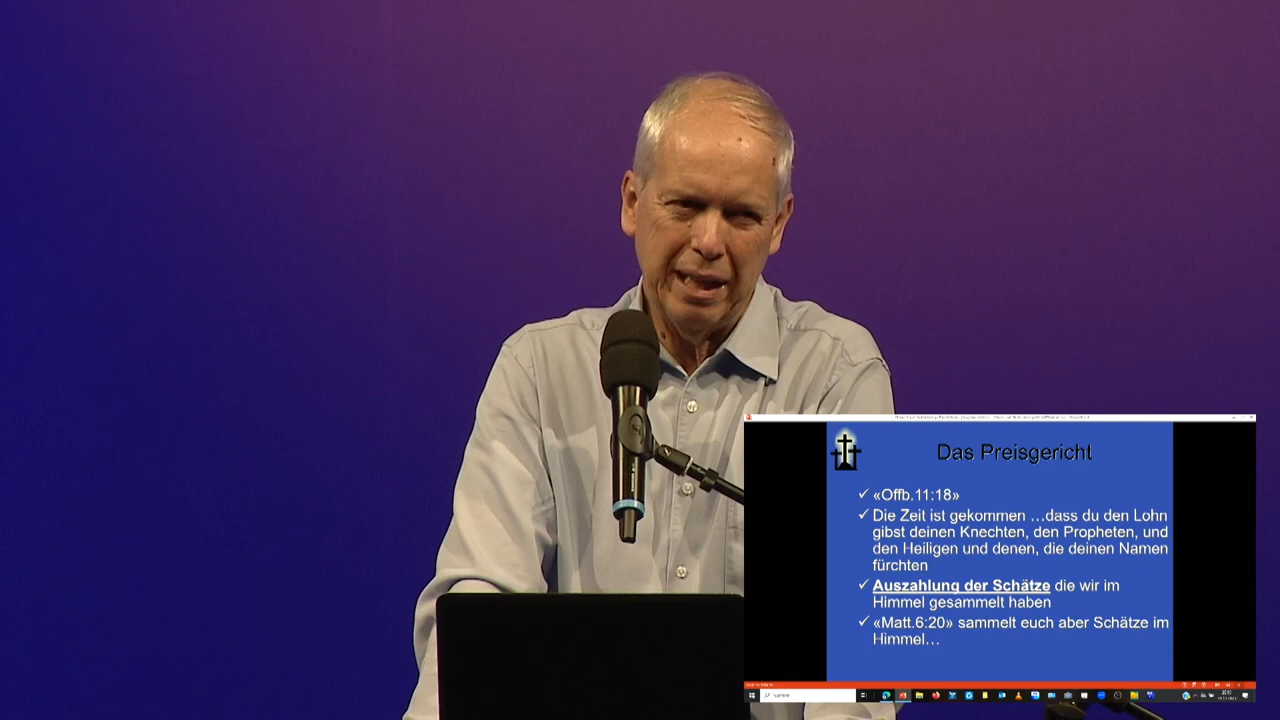 Das Preisgericht
✓ «Offb.11:18»
✓ Die Zeit ist gekommen …dass du den Lohn
gibst deinen Knechten, den Propheten, und
den Heiligen und denen, die deinen Namen
fürchten
✓ Auszahlung der Schätze die wir im
Himmel gesammelt haben
✓ «Matt.6:20» sammelt euch aber Schätze im
Himmel…
Suchen